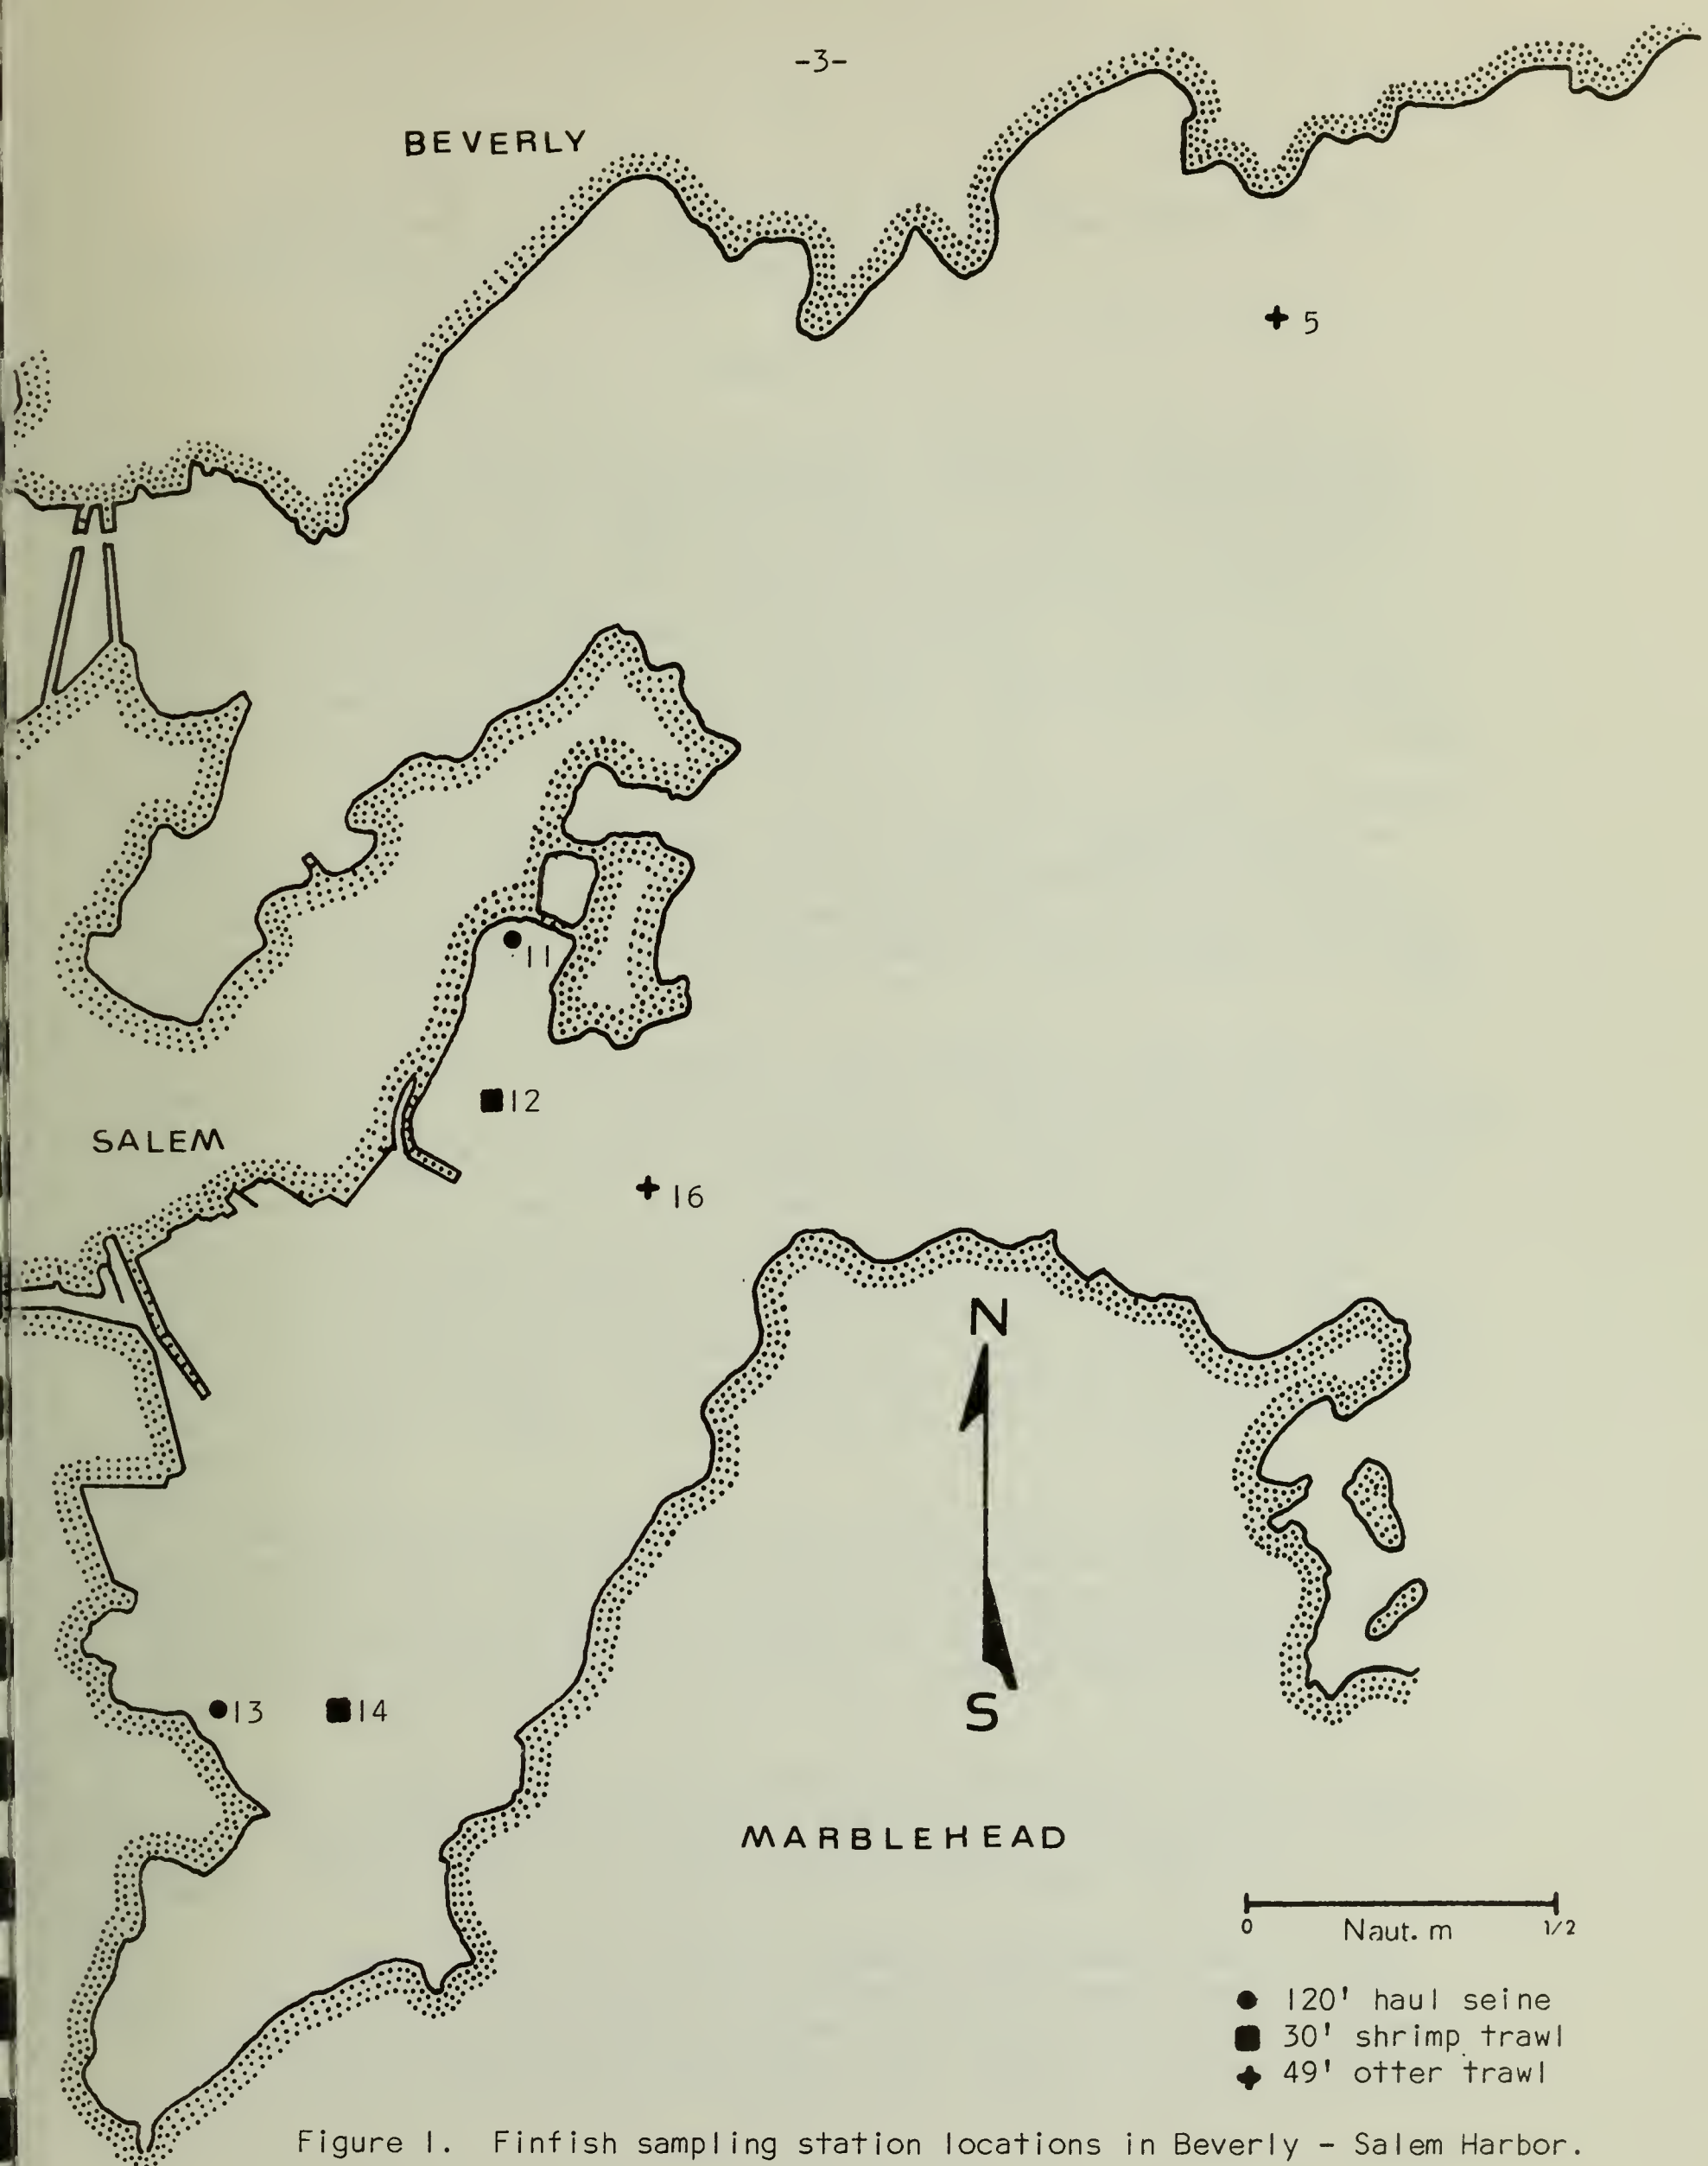 -3-
BEVERLY
5
11
12
SALEM
16
N
13
14
S
MARBLEHEAD
0 Naut. m 1/2
120' haul seine
30' shrimp trawl
49' otter trawl
Figure 1. Finfish sampling station locations in Beverly - Salem Harbor.